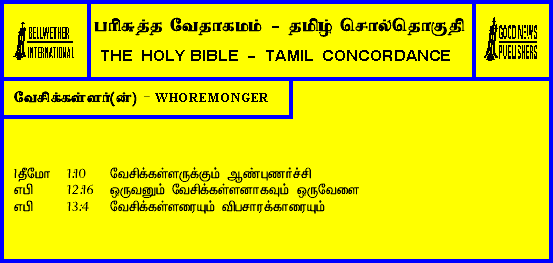 BELLWETHER
INTERNATIONAL
பரிசுத்த வேதாகமம் - தமிழ் சொல்தொகுதி
THE HOLY BIBLE - TAMIL CONCORDANCE
GOOD NEWS
PUBLISHERS
வேசிக்கள்ளர்(ன்) - WHOREMONGER
1தீமோ 1:10 வேசிக்கள்ளருக்கும் ஆண்புணர்ச்சி
எபி 12:16 ஒருவனும் வேசிக்கள்ளனாகவும் ஒருவேளை
எபி 13:4 வேசிக்கள்ளரையும் விபசாரக்காரையும்